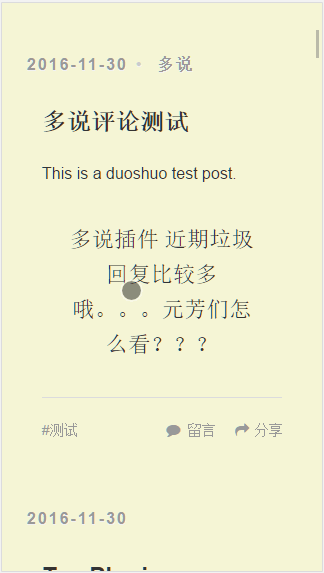 2016-11-30 • 多说
多说评论测试
This is a duoshuo test post.
多说插件 近期垃圾
回复比较多
哦。。。元芳们怎
么看？？？
#测试 留言 分享
2016-11-30